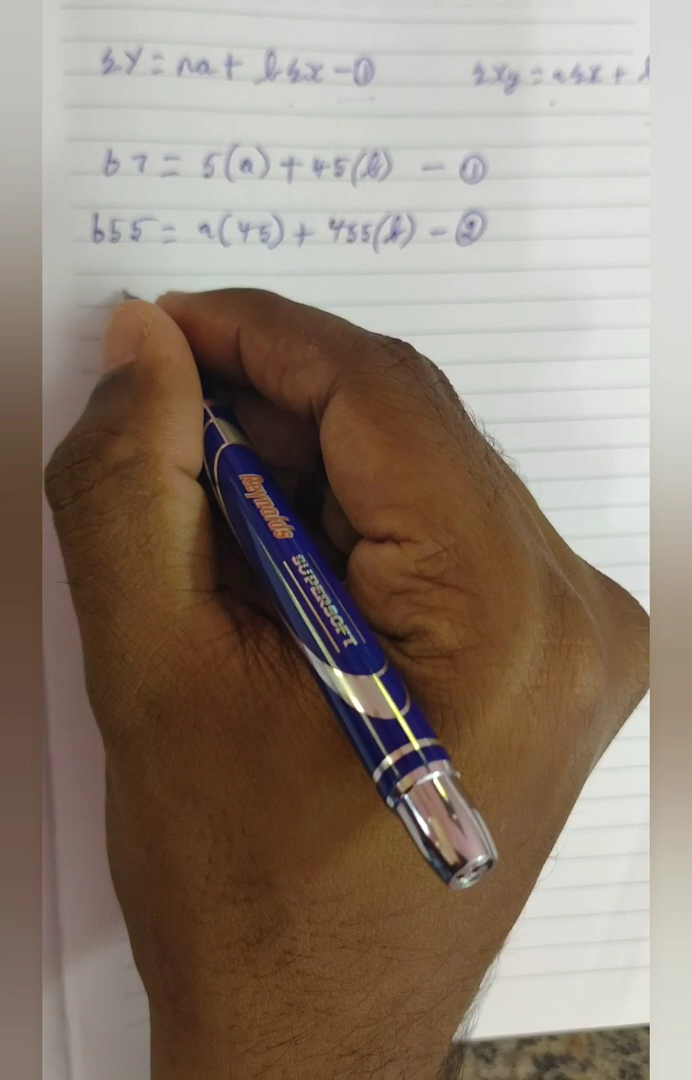 ΣY = na + bΣx - ①
Σxy = aΣx +
67 = 5(a) + 45(b) - ①
655 = a(45) + 455(b) - ②
Reynolds
SUPERSOFT